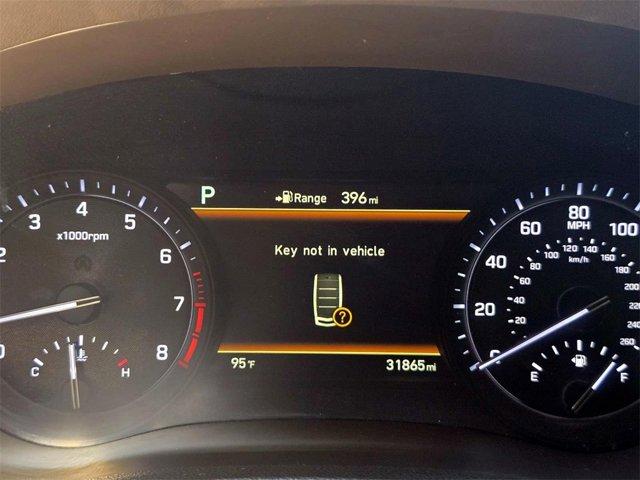 P Range 396 mi
Key not in vehicle
?
95°F 31865 mi
2 3 4 5 6 7 8
x1000rpm
C H
0 20 40 60 80 100
MPH
20 40 60 80 100 120 140 160 180 200 220 240 260
km/h
E F